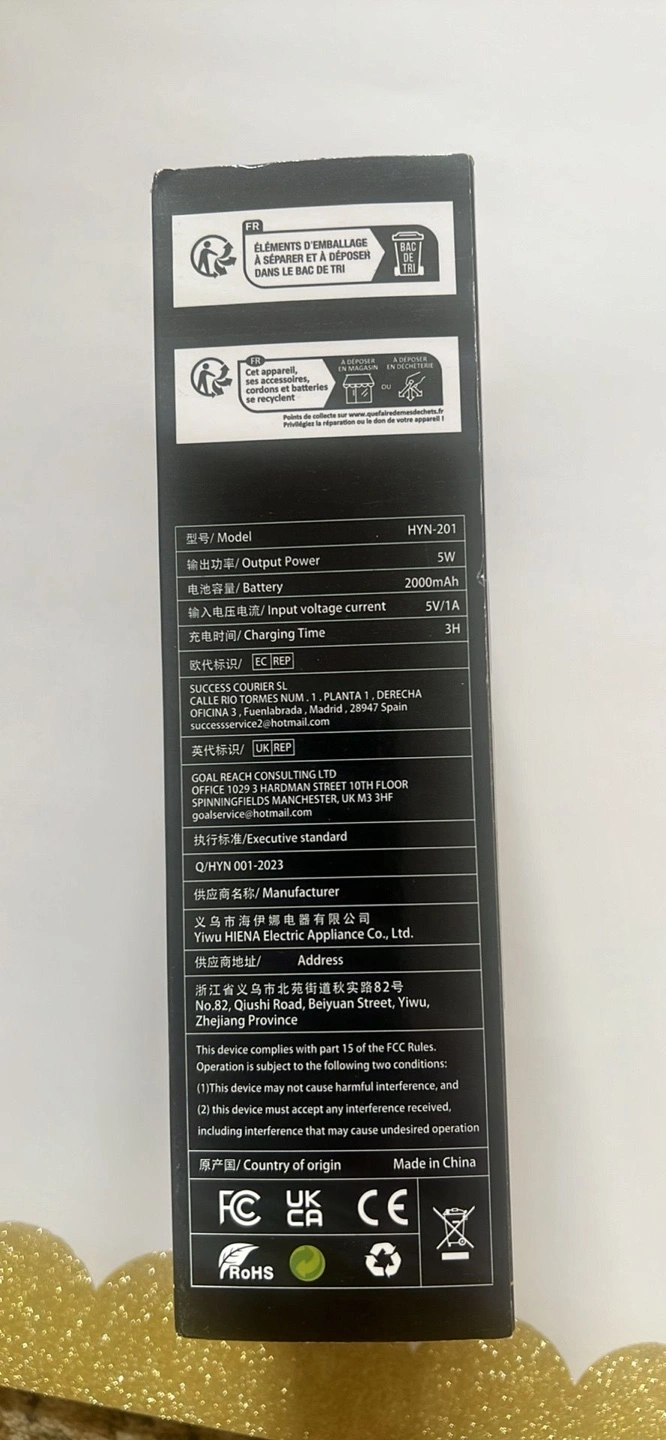 FR
ÉLÉMENTS D'EMBALLAGE
À SÉPARER ET À DÉPOSER
DANS LE BAC DE TRI
BAC
DE
TRI
FR
Cet appareil,
ses accessoires,
cordons et batteries
se recyclent
À DÉPOSER
EN MAGASIN
OU
À DÉPOSER
EN DÉCHÈTERIE
Points de collecte sur www.quefairedemesdechets.fr
Privilégiez la réparation ou le don de votre appareil !
型号/ Model HYN-201
输出功率/ Output Power 5W
电池容量/ Battery 2000mAh
输入电压电流/ Input voltage current 5V/1A
充电时间/ Charging Time 3H
欧代标识/ EC REP
SUCCESS COURIER SL
CALLE RIO TORMES NUM . 1 . PLANTA 1 , DERECHA
OFICINA 3 , Fuenlabrada , Madrid , 28947 Spain
successservice2@hotmail.com
英代标识/ UK REP
GOAL REACH CONSULTING LTD
OFFICE 1029 3 HARDMAN STREET 10TH FLOOR
SPINNINGFIELDS MANCHESTER, UK M3 3HF
goalservice@hotmail.com
执行标准/Executive standard
Q/HYN 001-2023
供应商名称/ Manufacturer
义乌市海伊娜电器有限公司
Yiwu HIENA Electric Appliance Co., Ltd.
供应商地址/ Address
浙江省义乌市北苑街道秋实路82号
No.82, Qiushi Road, Beiyuan Street, Yiwu,
Zhejiang Province
This device complies with part 15 of the FCC Rules.
Operation is subject to the following two conditions:
(1)This device may not cause harmful interference, and
(2) this device must accept any interference received,
including interference that may cause undesired operation
原产国/ Country of origin Made in China
FC UK CA CE
RoHS